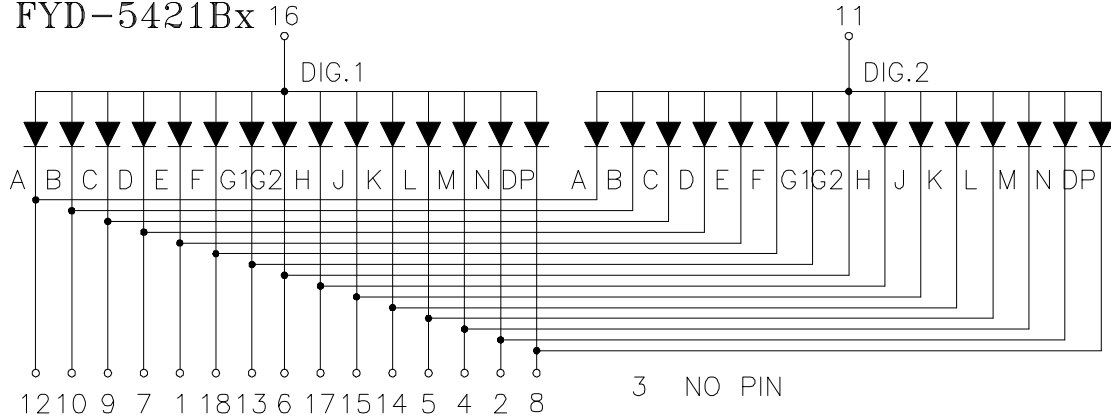 FYD-5421Bx 16 11
DIG.1 DIG.2
A B C D E F G1 G2 H J K L M N DP A B C D E F G1 G2 H J K L M N DP
12 10 9 7 1 18 13 6 17 15 14 5 4 2 8 3 NO PIN